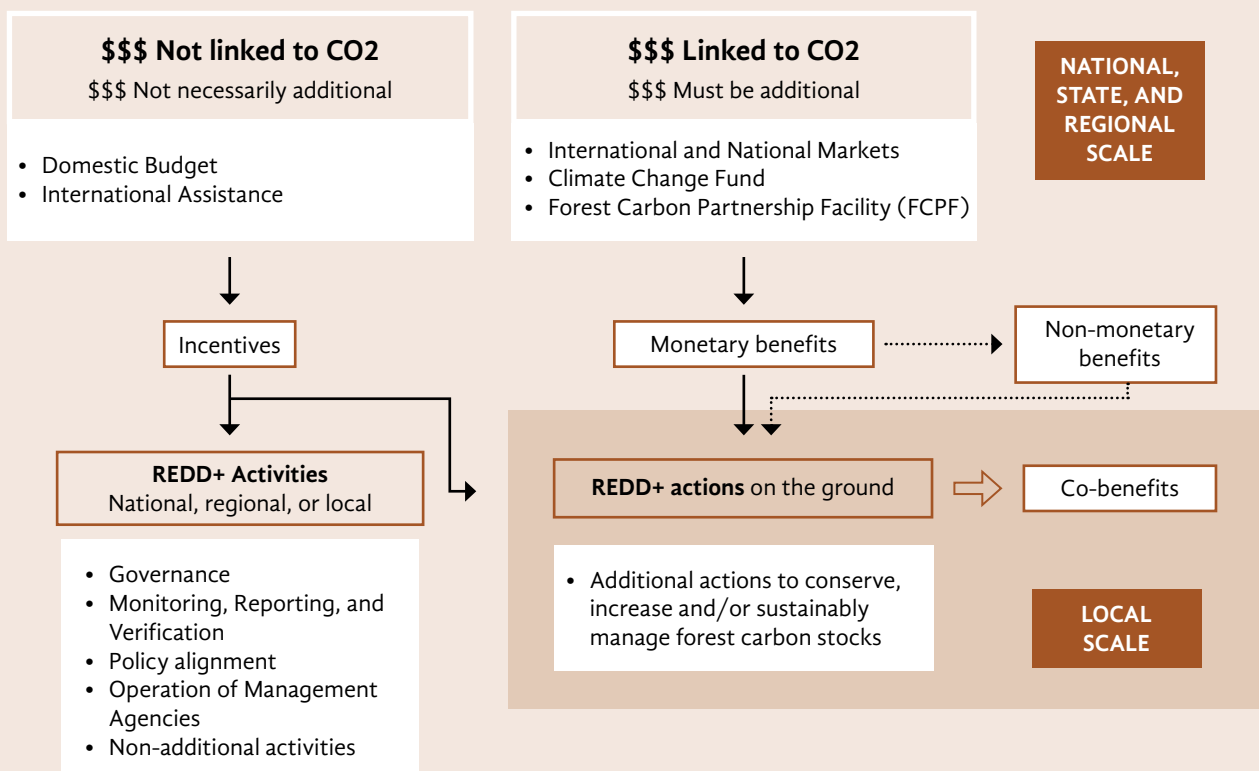 $$$ Not linked to CO2
$$$ Not necessarily additional
• Domestic Budget
• International Assistance
$$$ Linked to CO2
$$$ Must be additional
• International and National Markets
• Climate Change Fund
• Forest Carbon Partnership Facility (FCPF)
NATIONAL,
STATE, AND
REGIONAL
SCALE
Incentives
Monetary benefits
Non-monetary
benefits
REDD+ Activities
National, regional, or local
• Governance
• Monitoring, Reporting, and
Verification
• Policy alignment
• Operation of Management
Agencies
• Non-additional activities
REDD+ actions on the ground
Co-benefits
• Additional actions to conserve,
increase and/or sustainably
manage forest carbon stocks
LOCAL
SCALE